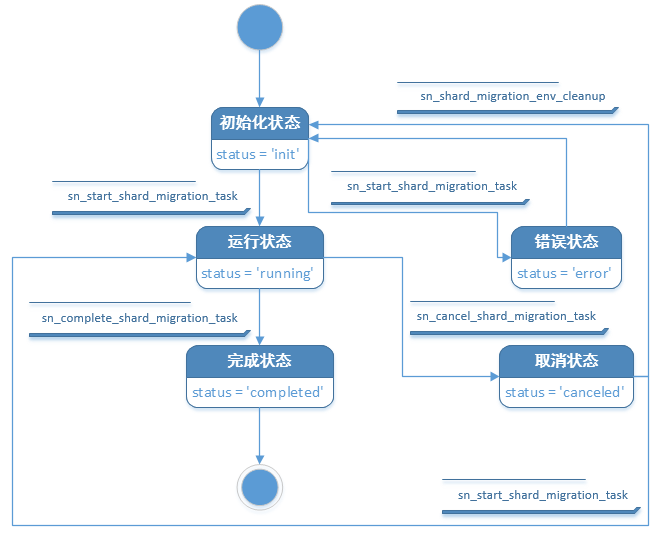 sn_shard_migration_env_cleanup
初始化状态
status = 'init'
sn_start_shard_migration_task
sn_start_shard_migration_task
运行状态
status = 'running'
错误状态
status = 'error'
sn_complete_shard_migration_task
sn_cancel_shard_migration_task
完成状态
status = 'completed'
取消状态
status = 'canceled'
sn_start_shard_migration_task